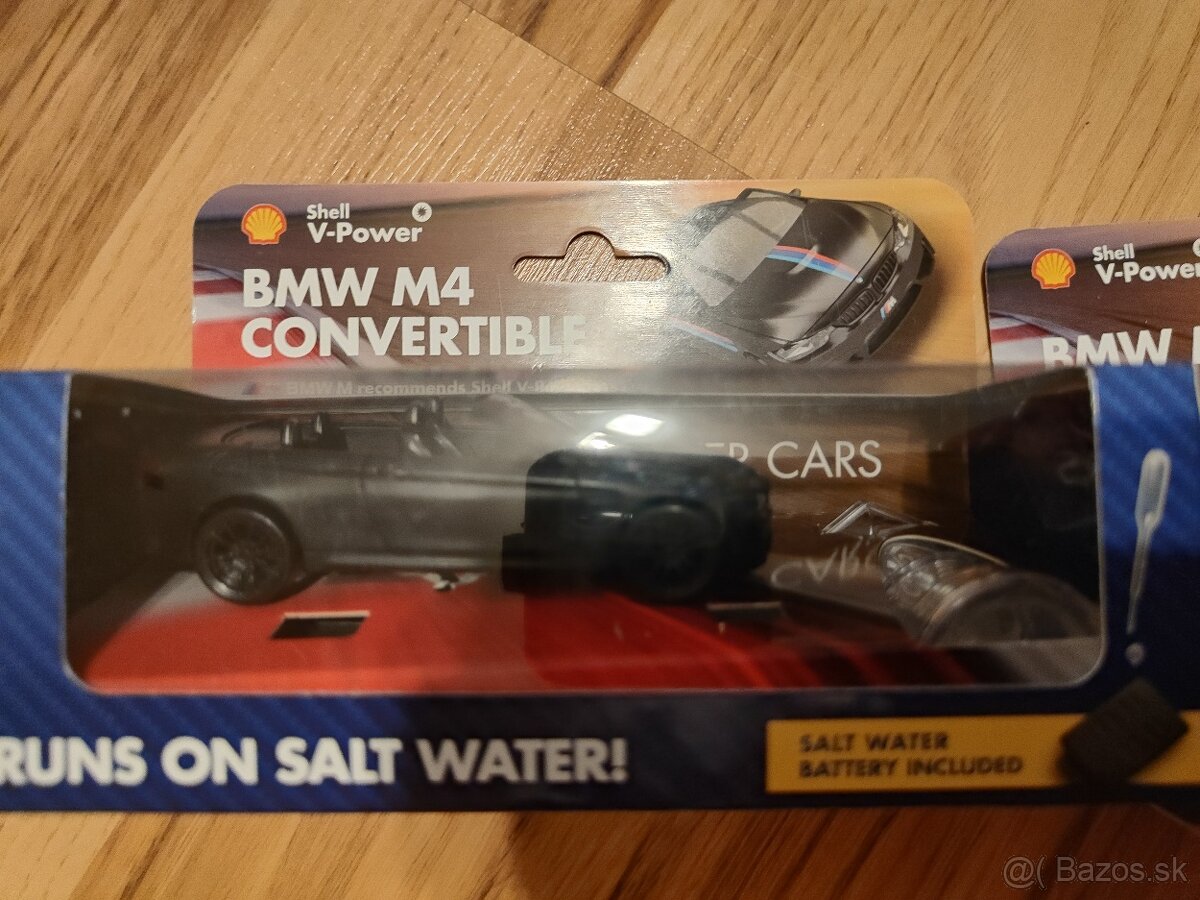 Shell
V-Power
BMW M4
CONVERTIBLE
BMW M recommends Shell
Shell
V-Power
BMW
CARS
RUNS ON SALT WATER!
SALT WATER
BATTERY INCLUDED
@( Bazos.sk